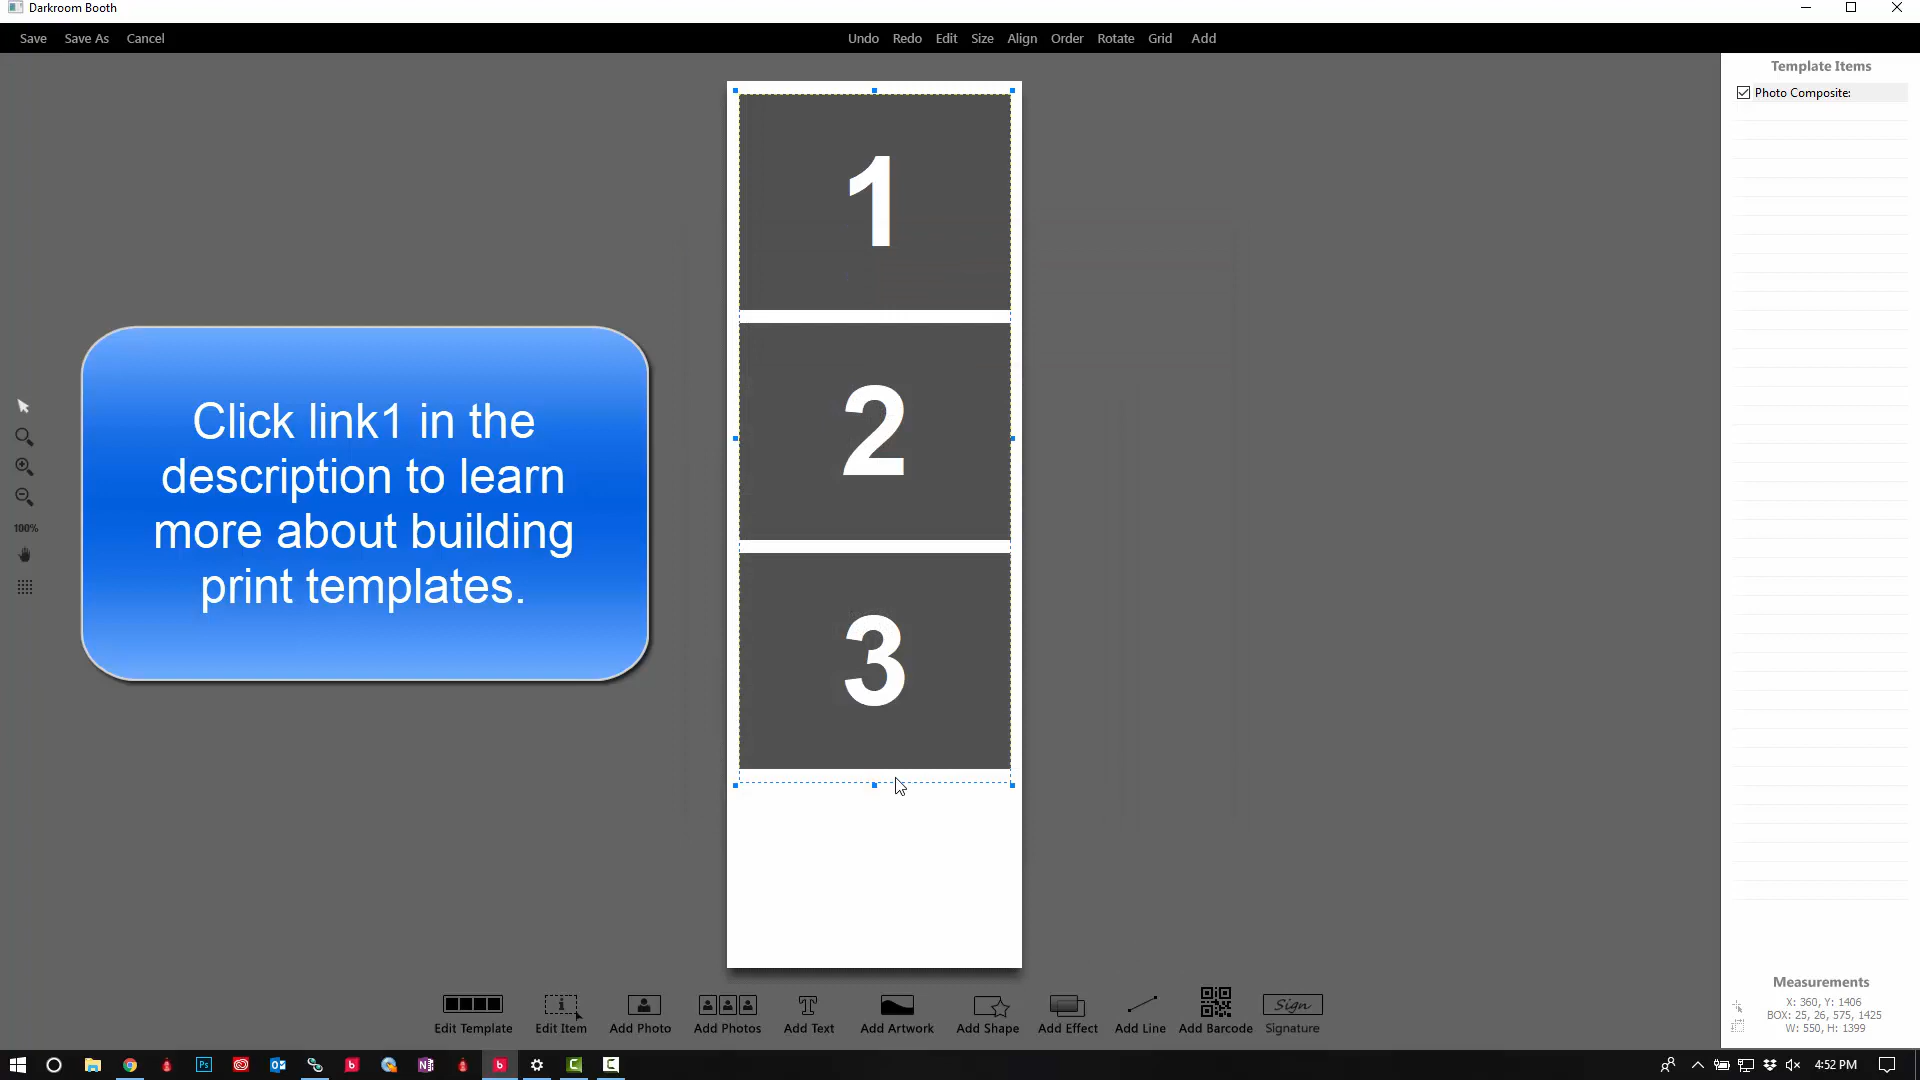 Darkroom Booth
Save Save As Cancel Undo Redo Edit Size Align Order Rotate Grid Add
Template Items
Photo Composite:
1
2
3
Click link1 in the
description to learn
more about building
print templates.
100%
Edit Template Edit Item Add Photo Add Photos Add Text Add Artwork Add Shape Add Effect Add Line Add Barcode Signature
Sign
Measurements
X: 360, Y: 1406
BOX: 25, 26, 575, 1425
W: 550, H: 1399
4:52 PM